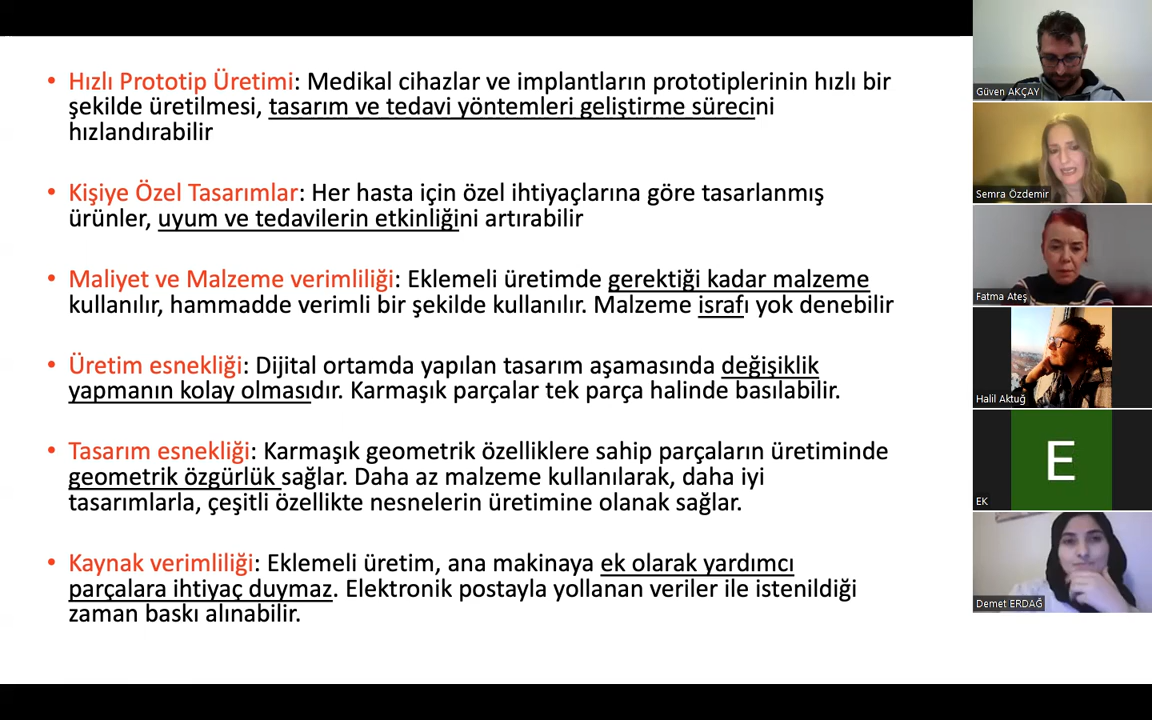 • Hızlı Prototip Üretimi: Medikal cihazlar ve implantların prototiplerinin hızlı bir
şekilde üretilmesi, tasarım ve tedavi yöntemleri geliştirme sürecini
hızlandırabilir
• Kişiye Özel Tasarımlar: Her hasta için özel ihtiyaçlarına göre tasarlanmış
ürünler, uyum ve tedavilerin etkinliğini artırabilir
• Maliyet ve Malzeme verimliliği: Eklemeli üretimde gerektiği kadar malzeme
kullanılır, hammadde verimli bir şekilde kullanılır. Malzeme israfı yok denebilir
• Üretim esnekliği: Dijital ortamda yapılan tasarım aşamasında değişiklik
yapmanın kolay olmasıdır. Karmaşık parçalar tek parça halinde basılabilir.
• Tasarım esnekliği: Karmaşık geometrik özelliklere sahip parçaların üretiminde
geometrik özgürlük sağlar. Daha az malzeme kullanılarak, daha iyi
tasarımlarla, çeşitli özellikte nesnelerin üretimine olanak sağlar.
• Kaynak verimliliği: Eklemeli üretim, ana makinaya ek olarak yardımcı
parçalara ihtiyaç duymaz. Elektronik postayla yollanan veriler ile istenildiği
zaman baskı alınabilir.
Güven AKÇAY
Semra Özdemir
Fatma Ateş
Halil Aktuğ
E
EK
Demet ERDAĞ